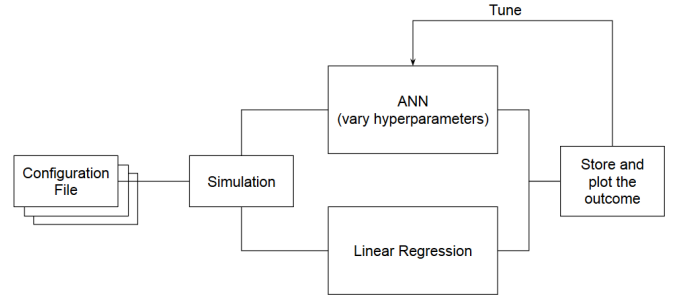 Tune
ANN
(vary hyperparameters)
Configuration
File
Simulation
Store and
plot the
outcome
Linear Regression